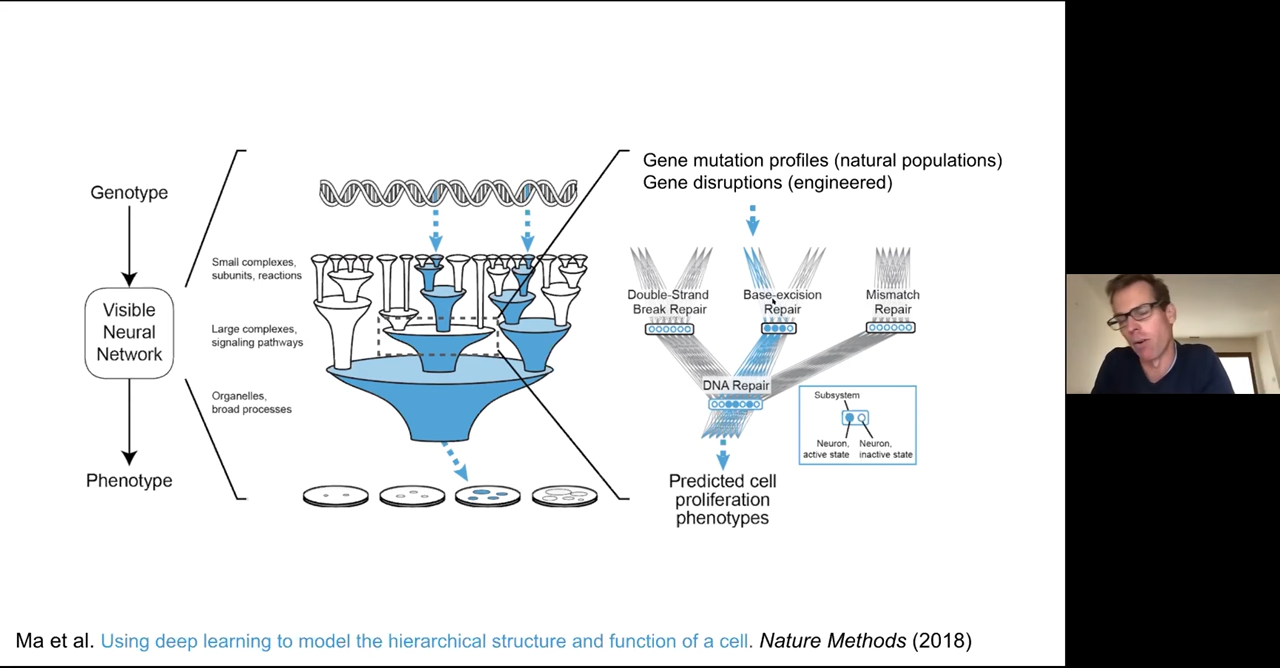 Genotype
Visible
Neural
Network
Phenotype
Small complexes,
subunits, reactions
Large complexes,
signaling pathways
Organelles,
broad processes
Gene mutation profiles (natural populations)
Gene disruptions (engineered)
Double-Strand
Break Repair
Base-excision
Repair
Mismatch
Repair
DNA Repair
Subsystem
Neuron,
active state
Neuron,
inactive state
Predicted cell
proliferation
phenotypes
Ma et al. Using deep learning to model the hierarchical structure and function of a cell. Nature Methods (2018)